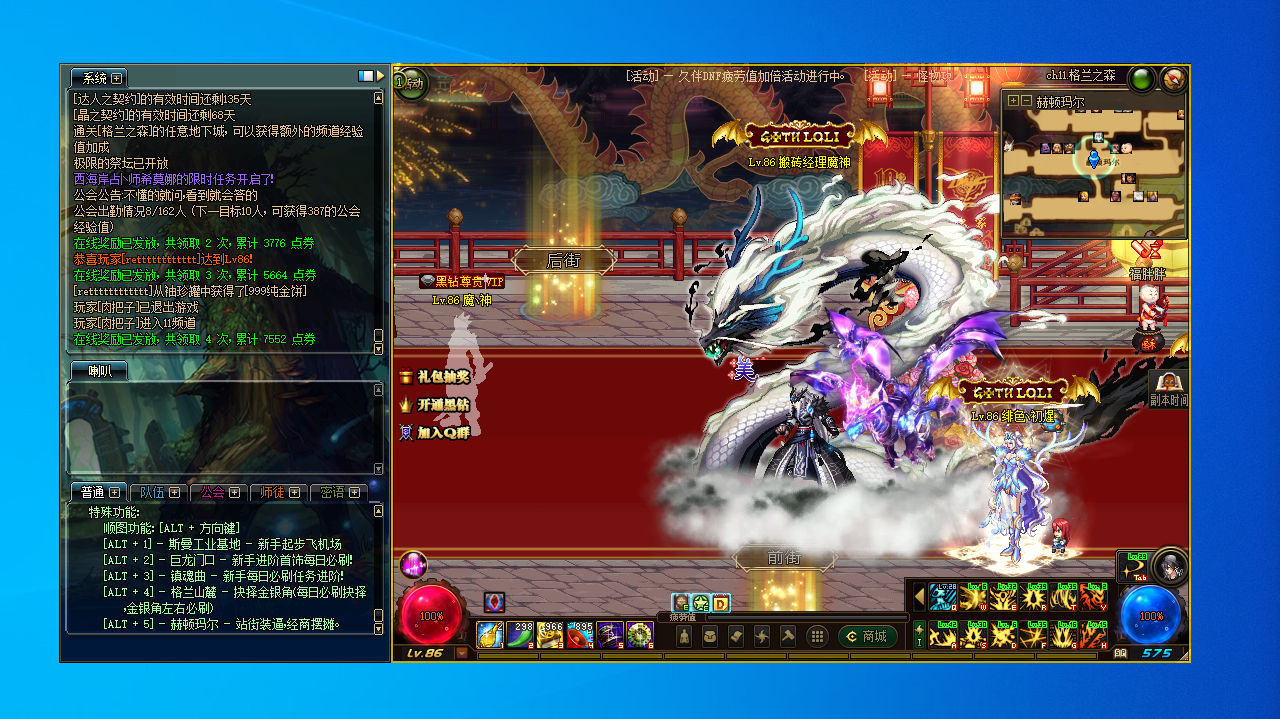 系统
[达人之契约]的有效时间还剩135天
[晶之契约]的有效时间还剩68天
通关[格兰之森]的任意地下城,可以获得额外的频道经验
值加成
极限的祭坛已开放
西海岸占卜师希莫娜的限时任务开启了!
公会公告:不懂的就问,看到就会答的
公会出勤情况8/162人 (下一目标10人, 可获得387的公会
经验值)
在线奖励已发放, 共领取 2 次, 累计 3776 点券
恭喜玩家[retttttttttttt]达到Lv86!
在线奖励已发放, 共领取 3 次, 累计 5664 点券
[retttttttttttt]从袖珍罐中获得了[999纯金饼]
玩家[肉把子]已退出游戏
玩家[肉把子]进入11频道
在线奖励已发放, 共领取 4 次, 累计 7552 点券
喇叭
普通
队伍
公会
师徒
密语
特殊功能:
顺图功能: [ALT + 方向键]
[ALT + 1] - 斯曼工业基地 - 新手起步飞机场
[ALT + 2] - 巨龙门口 - 新手进阶首饰每日必刷!
[ALT + 3] - 镇魂曲 - 新手每日必刷任务进阶!
[ALT + 4] - 格兰山麓 - 抉择金银角(每日必刷抉择
,金银角左右必刷)
[ALT + 5] - 赫顿玛尔 - 站街装逼,经商摆摊。
[活动] — 久伴DNF疲劳值加倍活动进行中。
ch11.格兰之森
赫顿玛尔
GOTH LOLI
Lv.86 搬砖经理魔神
后街
黑钻尊贵VIP
Lv.86 魔 神
福胖胖
美
礼包抽奖
开通黑钻
加入Q群
GOTH LOLI
Lv.86 绯色 初煌
副本时间
前街
100%
Lv.86
疲劳值
商城
Tab
100%
575